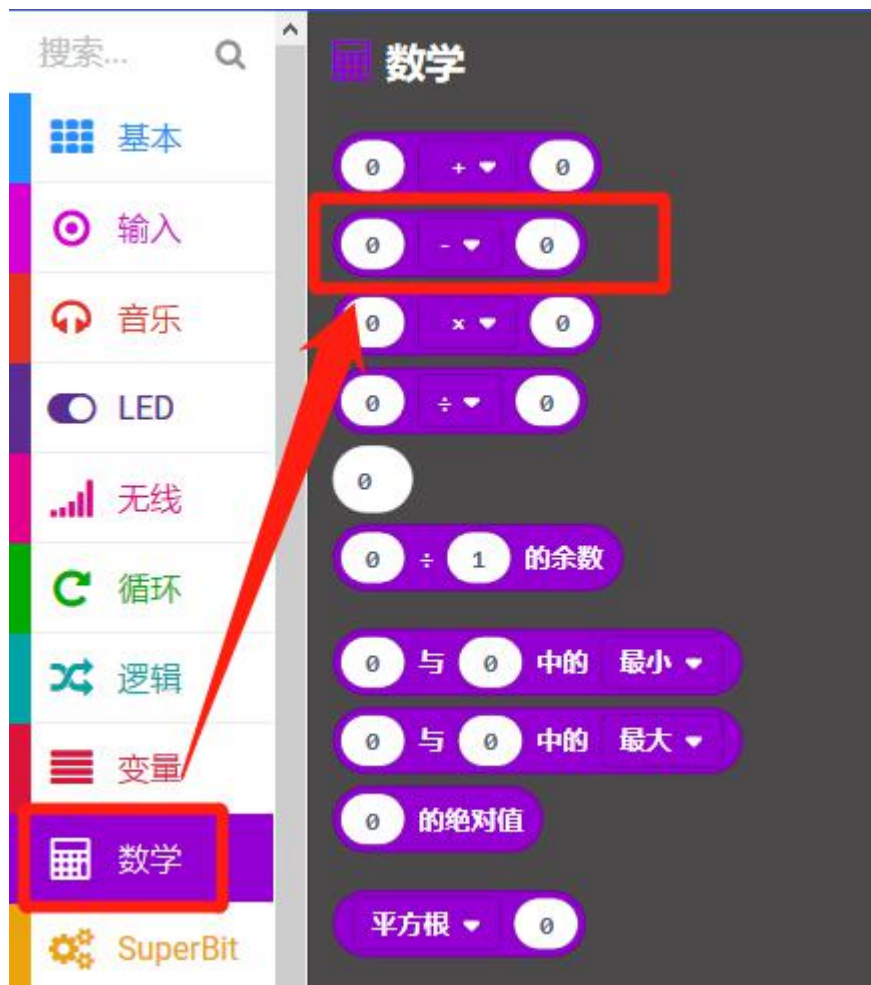 搜索...
基本
输入
音乐
LED
无线
循环
逻辑
变量
数学
SuperBit
数学
0 + 0
0 - 0
0 x 0
0 ÷ 0
0
0 ÷ 1 的余数
0 与 0 中的 最小
0 与 0 中的 最大
0 的绝对值
平方根 0